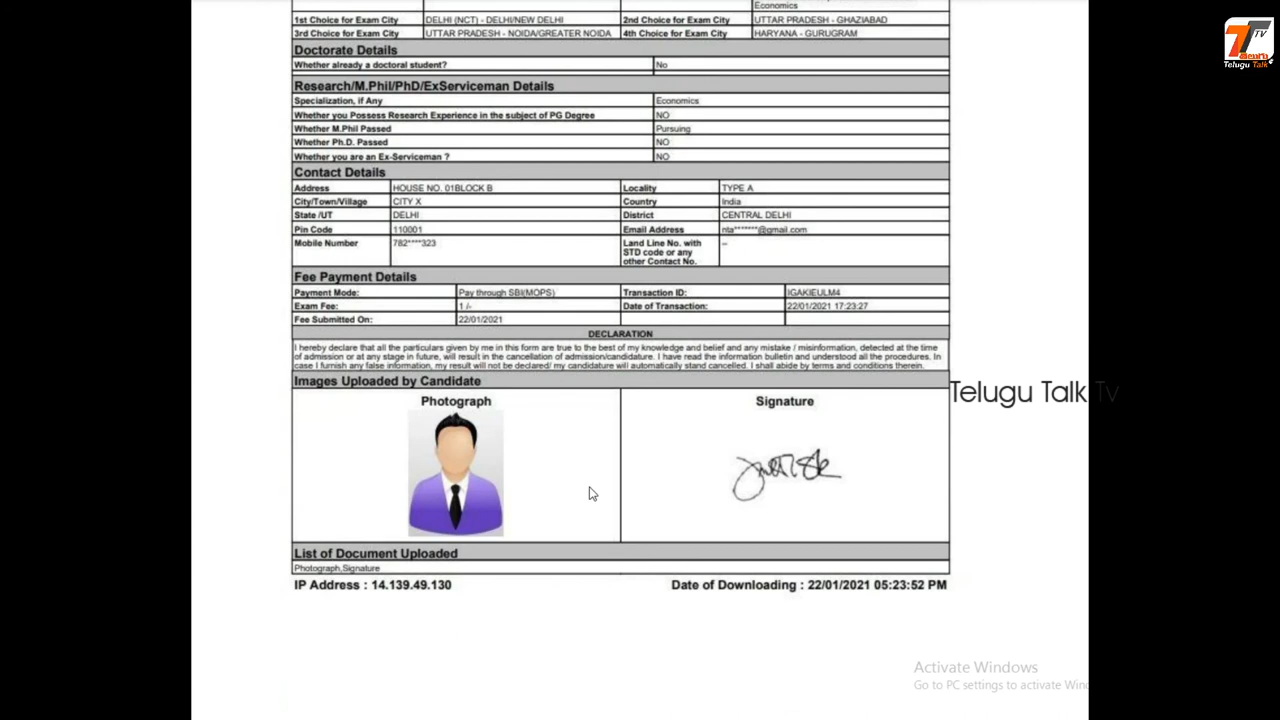 Economics
1st Choice for Exam City DELHI (NCT) - DELHI/NEW DELHI 2nd Choice for Exam City UTTAR PRADESH - GHAZIABAD
3rd Choice for Exam City UTTAR PRADESH - NOIDA/GREATER NOIDA 4th Choice for Exam City HARYANA - GURUGRAM
Doctorate Details
Whether already a doctoral student? No
Research/M.Phil/PhD/ExServiceman Details
Specialization, if Any Economics
Whether you Possess Research Experience in the subject of PG Degree NO
Whether M.Phil Passed Pursuing
Whether Ph.D. Passed NO
Whether you are an Ex-Serviceman ? NO
Contact Details
Address HOUSE NO. 01BLOCK B Locality TYPE A
City/Town/Village CITY X Country India
State /UT DELHI District CENTRAL DELHI
Pin Code 110001 Email Address nta*******@gmail.com
Mobile Number 782****323 Land Line No. with --
STD code or any
other Contact No.
Fee Payment Details
Payment Mode: Pay through SBI(MOPS) Transaction ID: IGAKIEULM4
Exam Fee: 1 /- Date of Transaction: 22/01/2021 17:23:27
Fee Submitted On: 22/01/2021
DECLARATION
I hereby declare that all the particulars given by me in this form are true to the best of my knowledge and belief and any mistake / misinformation, detected at the time
of admission or at any stage in future, will result in the cancellation of admission/candidature. I have read the information bulletin and understood all the procedures. In
case I furnish any false information, my result will not be declared/ my candidature will automatically stand cancelled. I shall abide by terms and conditions therein.
Images Uploaded by Candidate
Photograph Signature
List of Document Uploaded
Photograph,Signature
IP Address : 14.139.49.130 Date of Downloading : 22/01/2021 05:23:52 PM
Telugu Talk Tv
Activate Windows
Go to PC settings to activate Win
TV
తెలుగు
Telugu Talk